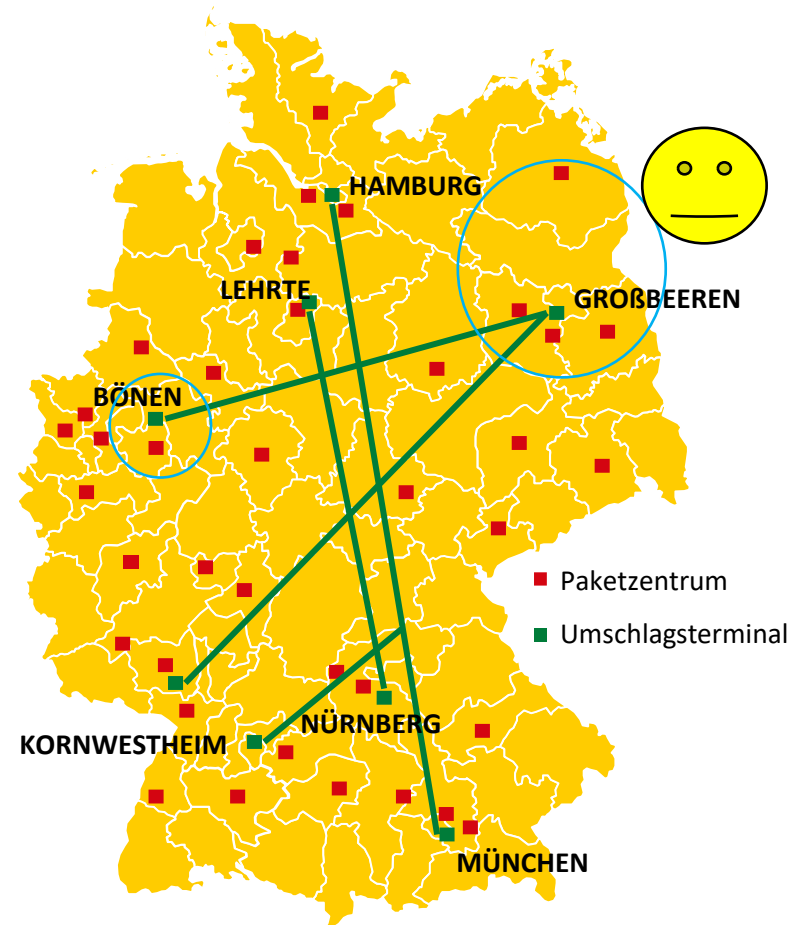 HAMBURG
LEHRTE
GROßBEEREN
BÖNEN
Paketzentrum
Umschlagsterminal
NÜRNBERG
KORNWESTHEIM
MÜNCHEN